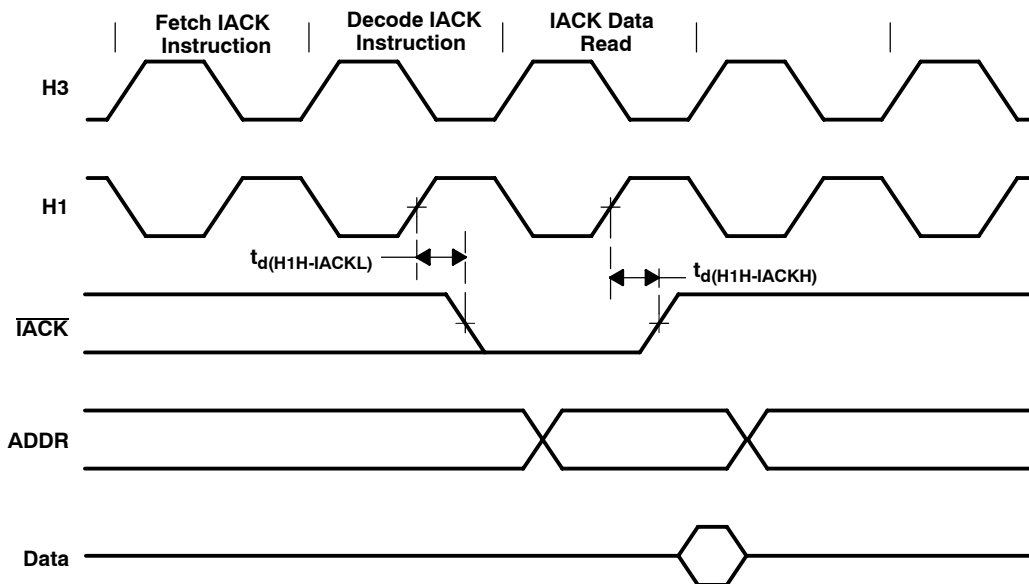 Fetch IACK
Instruction
Decode IACK
Instruction
IACK Data
Read
H3
H1
td(H1H-IACKL)
td(H1H-IACKH)
IACK
ADDR
Data